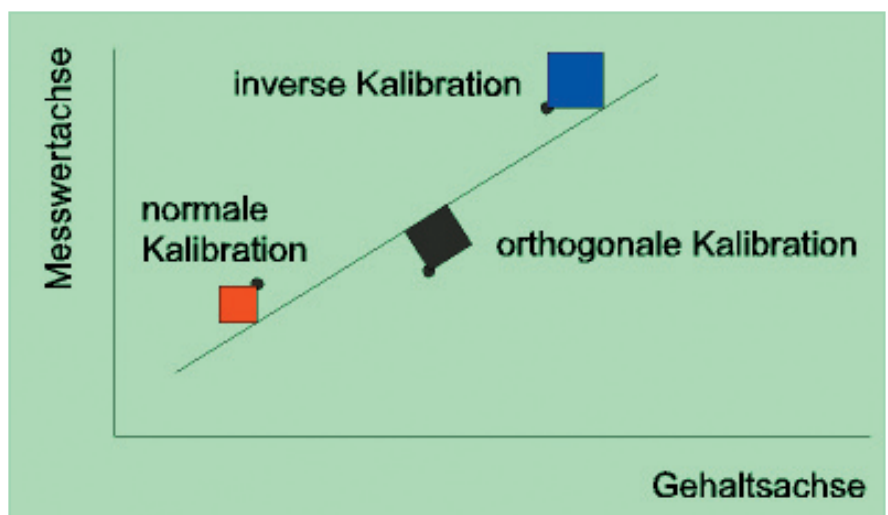 Messwertachse
inverse Kalibration
normale
Kalibration
orthogonale Kalibration
Gehaltsachse